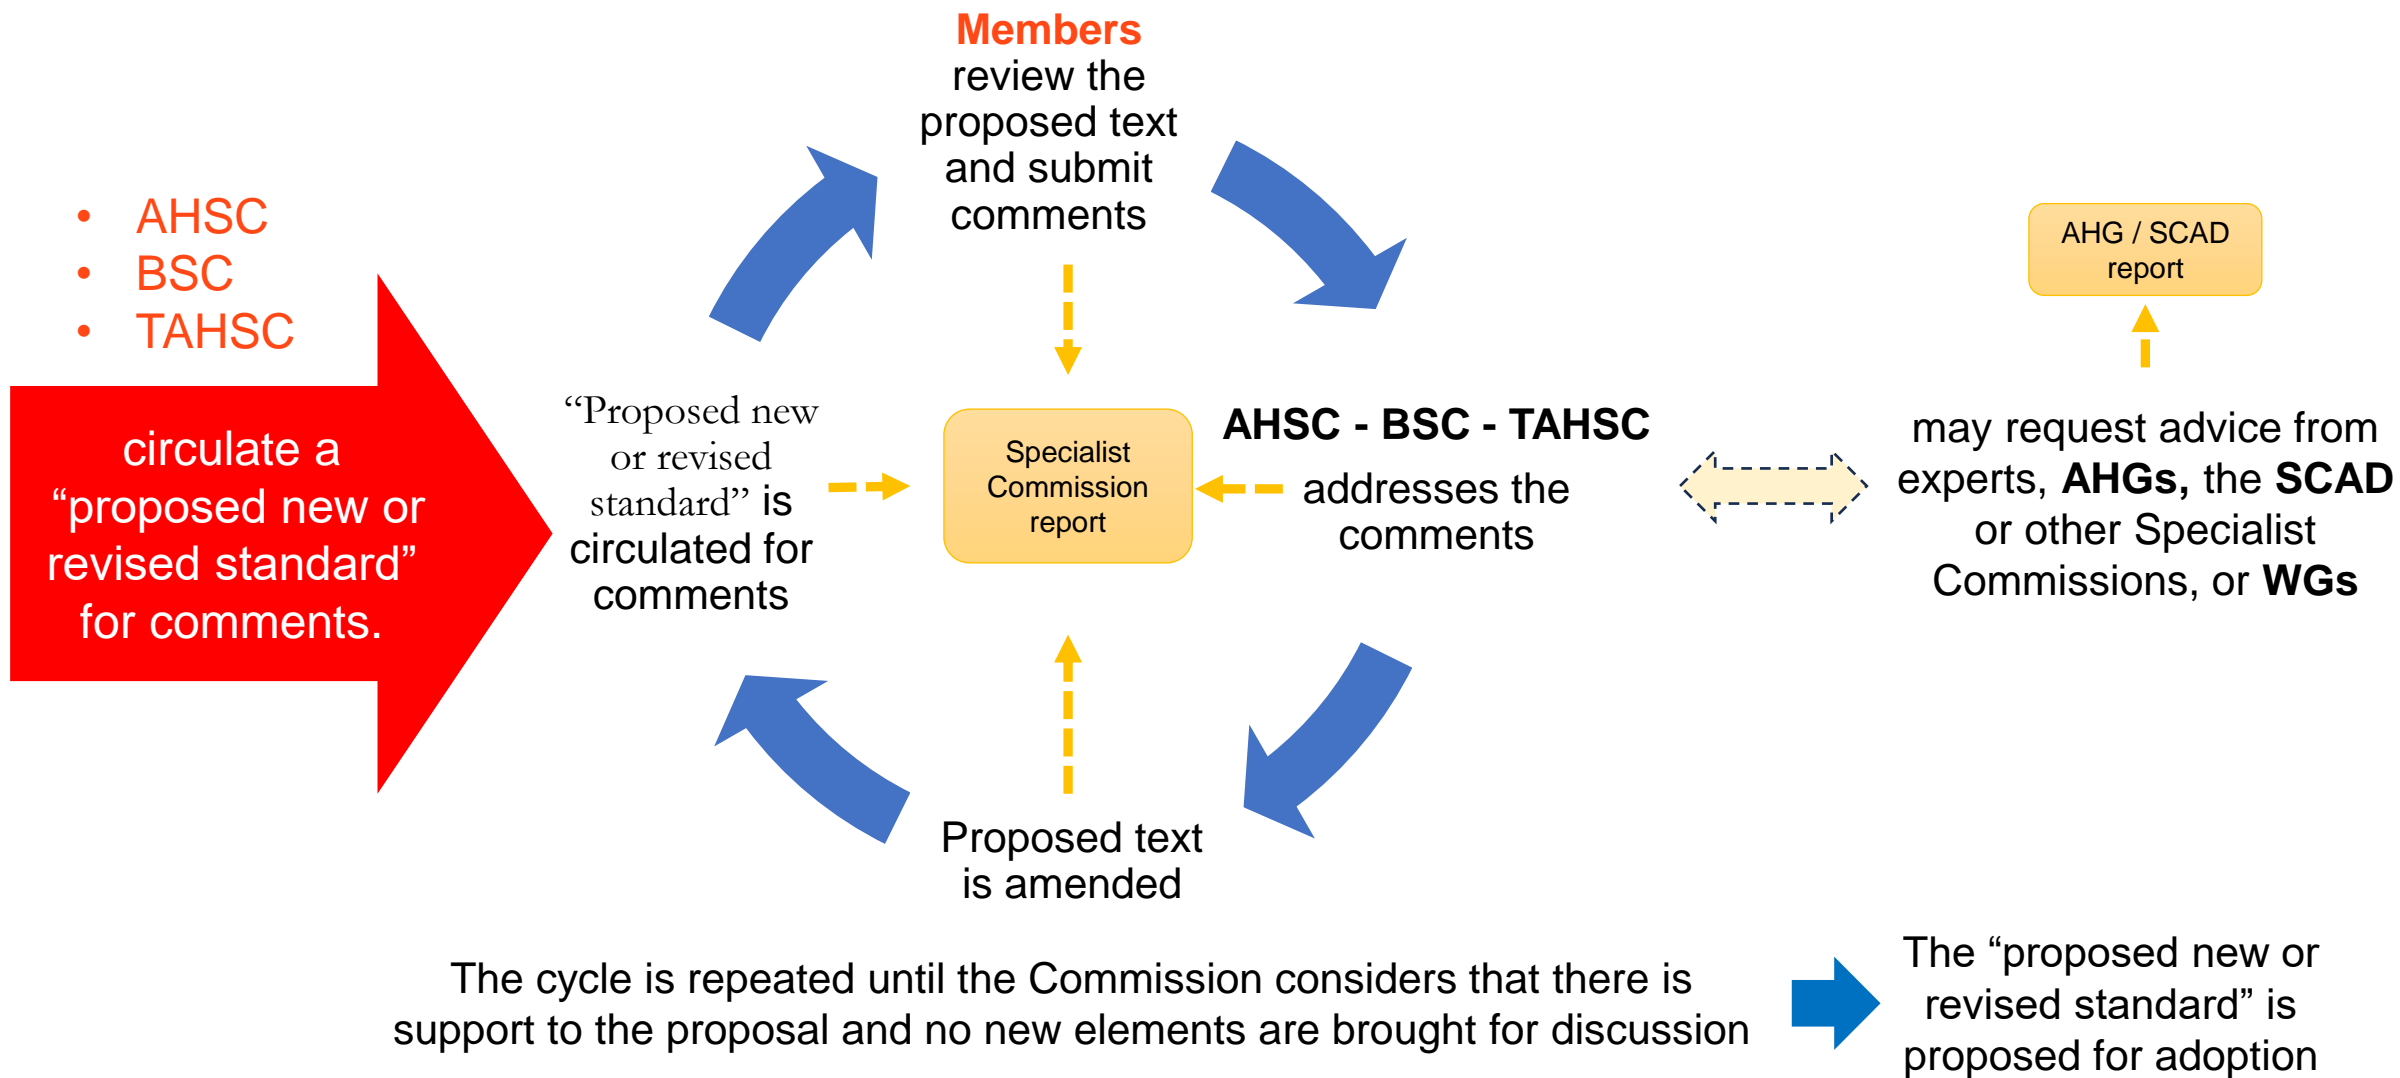 Members
review the
proposed text
and submit
comments
• AHSC
• BSC
• TAHSC
circulate a
“proposed new or
revised standard”
for comments.
“Proposed new
or revised
standard” is
circulated for
comments
Specialist
Commission
report
AHSC - BSC - TAHSC
addresses the
comments
AHG / SCAD
report
may request advice from
experts, AHGs, the SCAD
or other Specialist
Commissions, or WGs
Proposed text
is amended
The cycle is repeated until the Commission considers that there is
support to the proposal and no new elements are brought for discussion
The “proposed new or
revised standard” is
proposed for adoption